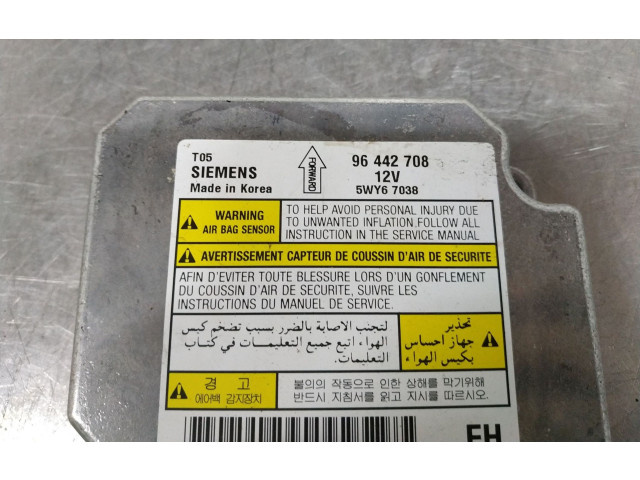 T05
SIEMENS
Made in Korea
FORWARD
96 442 708
12V
5WY6 7038
WARNING
AIR BAG SENSOR
TO HELP AVOID PERSONAL INJURY DUE
TO UNWANTED INFLATION,FOLLOW ALL
INSTRUCTION IN THE SERVICE MANUAL
AVERTISSEMENT CAPTEUR DE COUSSIN D'AIR DE SECURITE
AFIN D'EVITER TOUTE BLESSURE LORS D'UN GONFLEMENT
DU COUSSIN D'AIR DE SECURITE, SUIVRE LES
INSTRUCTIONS DU MANUEL DE SERVICE.
تحذير
جهاز احساس
بكيس الهواء
لتجنب الاصابة بالضرر بسبب تضخم كيس
الهواء اتبع جميع التعليمات في كتاب
التعليمات.
경 고
에어백 감지장치
불의의 작동으로 인한 상해를 막기위해
반드시 지침서를 읽고 지시를 따르시오.
EH